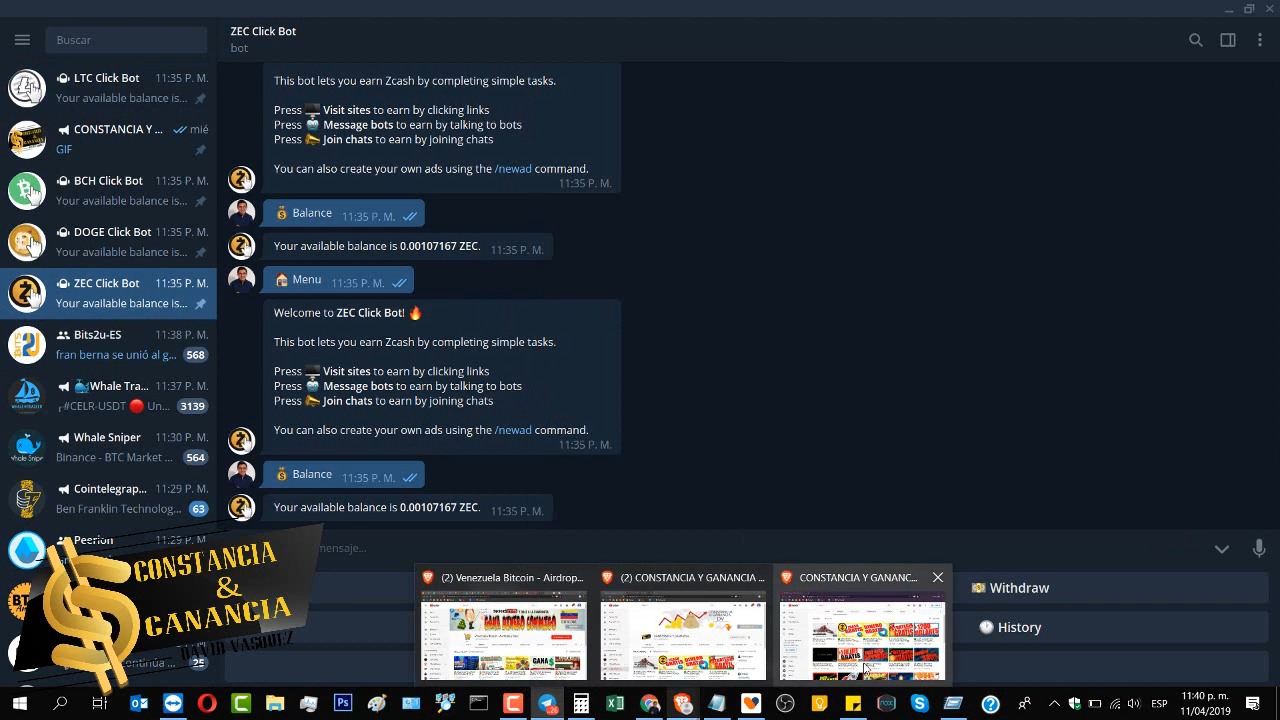 Buscar
ZEC Click Bot
bot
LTC Click Bot 11:35 P. M.
Your available balance is...
CONSTANCIA Y ... mié
GIF
BCH Click Bot 11:35 P. M.
Your available balance is...
DOGE Click Bot 11:35 P. M.
Your available balance is...
ZEC Click Bot 11:35 P. M.
Your available balance is...
Bits2u-ES 11:38 P. M.
fran berna se unió al g... 568
Whale Tra... 11:37 P. M.
#CELR-USDT Un... 2139
Whale Sniper 11:30 P. M.
Binance - BTC Market ... 564
Cointelegrap... 11:29 P. M.
Ben Franklin Technolog... 63
Peerion 11:25 P. M.
This bot lets you earn Zcash by completing simple tasks.
Press Visit sites to earn by clicking links
Press Message bots to earn by talking to bots
Press Join chats to earn by joining chats
You can also create your own ads using the /newad command.
11:35 P. M.
Balance 11:35 P. M.
Your available balance is 0.00107167 ZEC. 11:35 P. M.
Menu 11:35 P. M.
Welcome to ZEC Click Bot!
This bot lets you earn Zcash by completing simple tasks.
Press Visit sites to earn by clicking links
Press Message bots to earn by talking to bots
Press Join chats to earn by joining chats
You can also create your own ads using the /newad command.
11:35 P. M.
Balance 11:35 P. M.
Your available balance is 0.00107167 ZEC. 11:35 P. M.
CONSTANCIA
&
GANANCIA
(2) Venezuela Bitcoin - Airdrop...
(2) CONSTANCIA Y GANANCIA ...
CONSTANCIA Y GANANC...
Withdraw
History
ESP
11:40 p. m.
11/04/2019